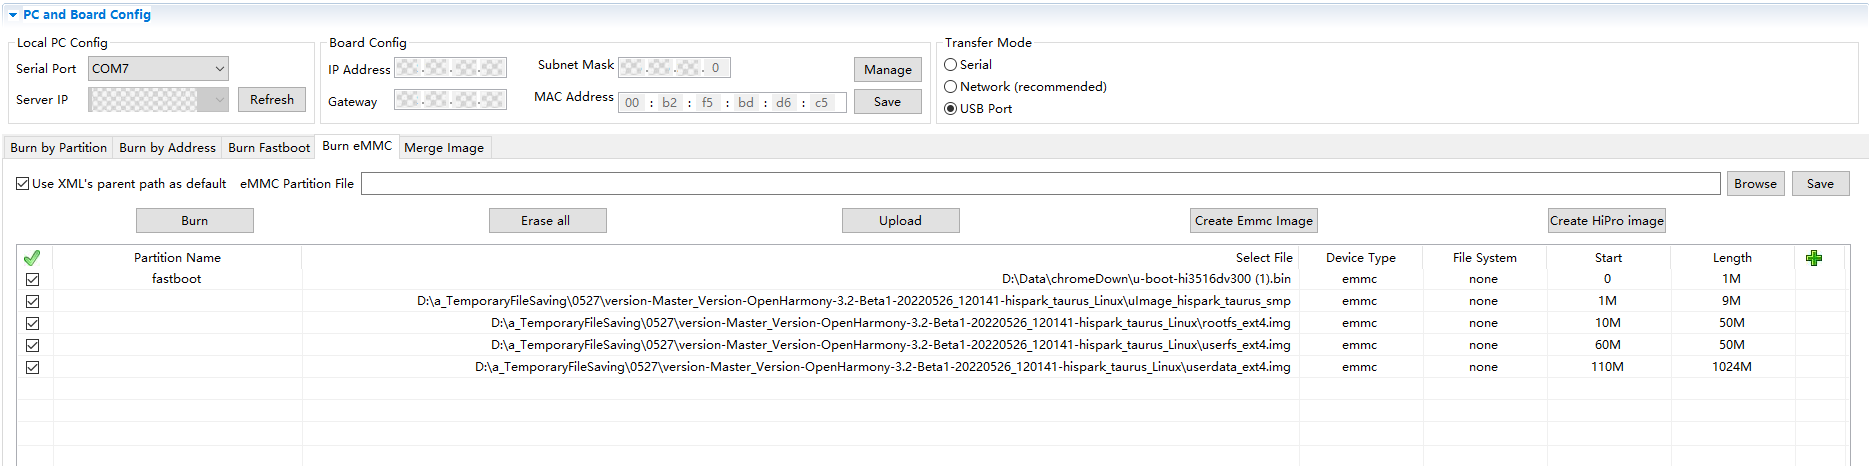 PC and Board Config
Local PC Config
Serial Port COM7
Server IP Refresh
Board Config
IP Address . . . Subnet Mask . . . 0 Manage
Gateway . . . MAC Address 00 : b2 : f5 : bd : d6 : c5 Save
Transfer Mode
Serial
Network (recommended)
USB Port
Burn by Partition Burn by Address Burn Fastboot Burn eMMC Merge Image
Use XML's parent path as default eMMC Partition File Browse Save
Burn Erase all Upload Create Emmc Image Create HiPro image
Partition Name Select File Device Type File System Start Length
fastboot D:\Data\chromeDown\u-boot-hi3516dv300 (1).bin emmc none 0 1M
D:\a_TemporaryFileSaving\0527\version-Master_Version-OpenHarmony-3.2-Beta1-20220526_120141-hispark_taurus_Linux\uImage_hispark_taurus_smp emmc none 1M 9M
D:\a_TemporaryFileSaving\0527\version-Master_Version-OpenHarmony-3.2-Beta1-20220526_120141-hispark_taurus_Linux\rootfs_ext4.img emmc none 10M 50M
D:\a_TemporaryFileSaving\0527\version-Master_Version-OpenHarmony-3.2-Beta1-20220526_120141-hispark_taurus_Linux\userfs_ext4.img emmc none 60M 50M
D:\a_TemporaryFileSaving\0527\version-Master_Version-OpenHarmony-3.2-Beta1-20220526_120141-hispark_taurus_Linux\userdata_ext4.img emmc none 110M 1024M